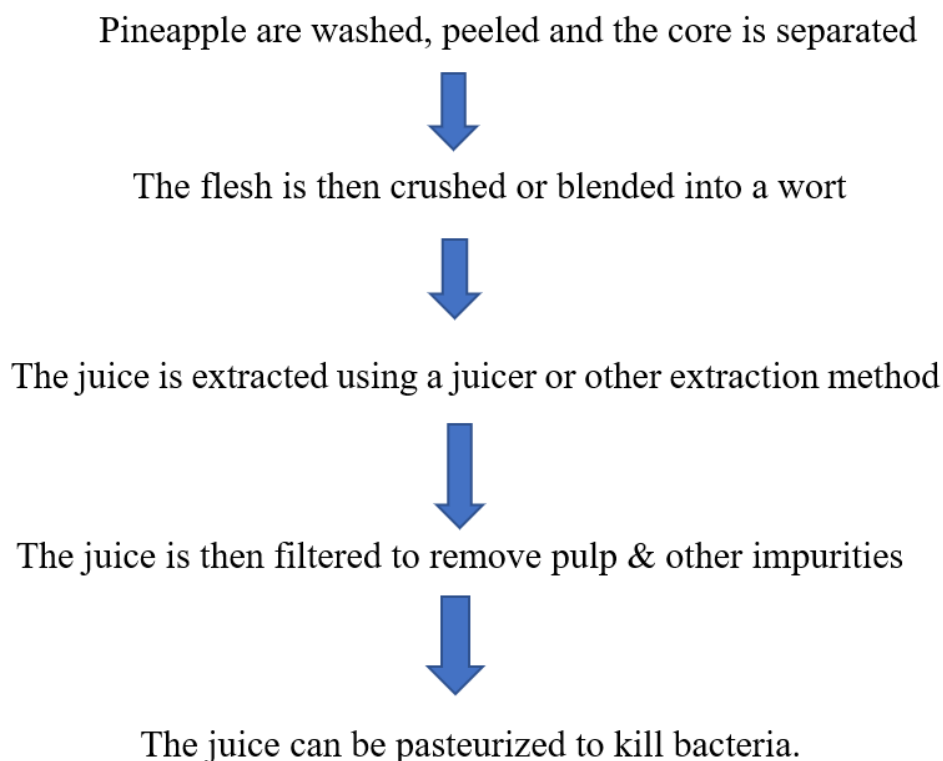 Pineapple are washed, peeled and the core is separated
The flesh is then crushed or blended into a wort
The juice is extracted using a juicer or other extraction method
The juice is then filtered to remove pulp & other impurities
The juice can be pasteurized to kill bacteria.